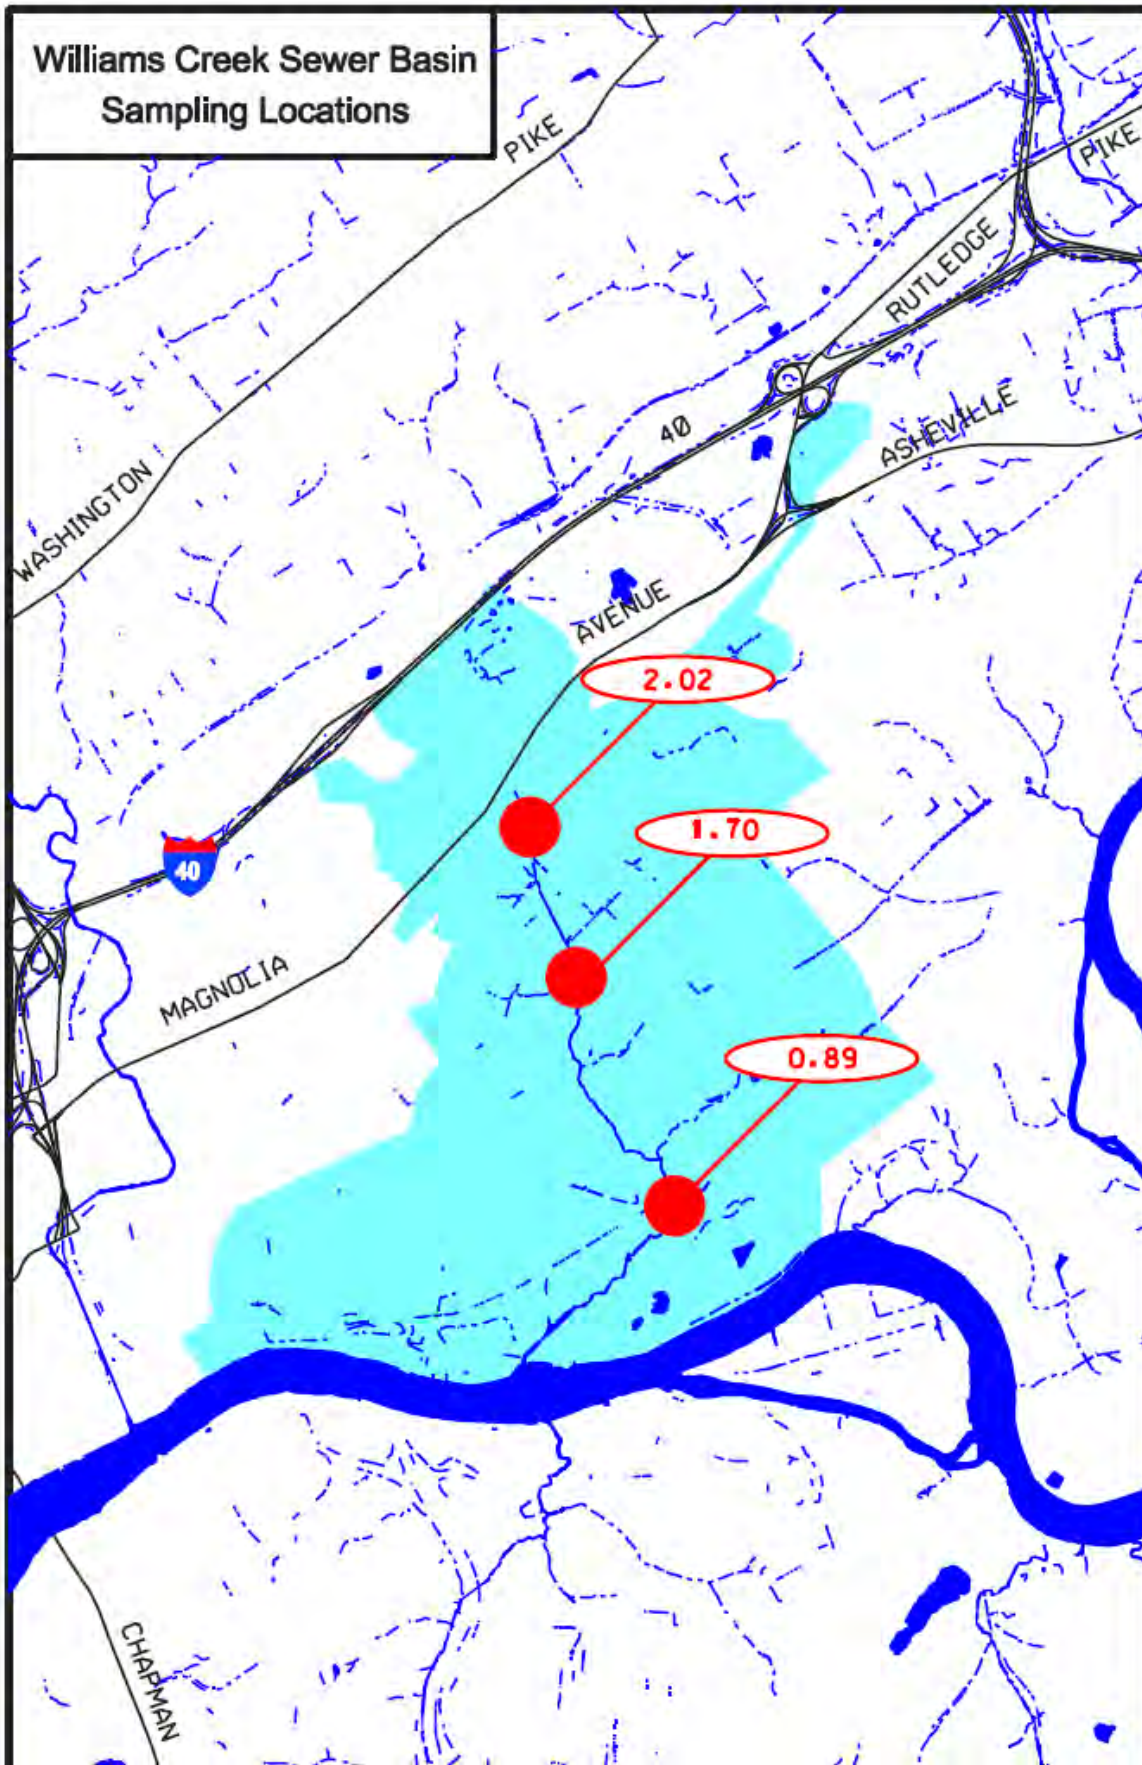 Williams Creek Sewer Basin
Sampling Locations
PIKE
PIKE
RUTLEDGE
ASHEVILLE
40
WASHINGTON
AVENUE
2.02
1.70
40
MAGNOLIA
0.89
CHAPMAN